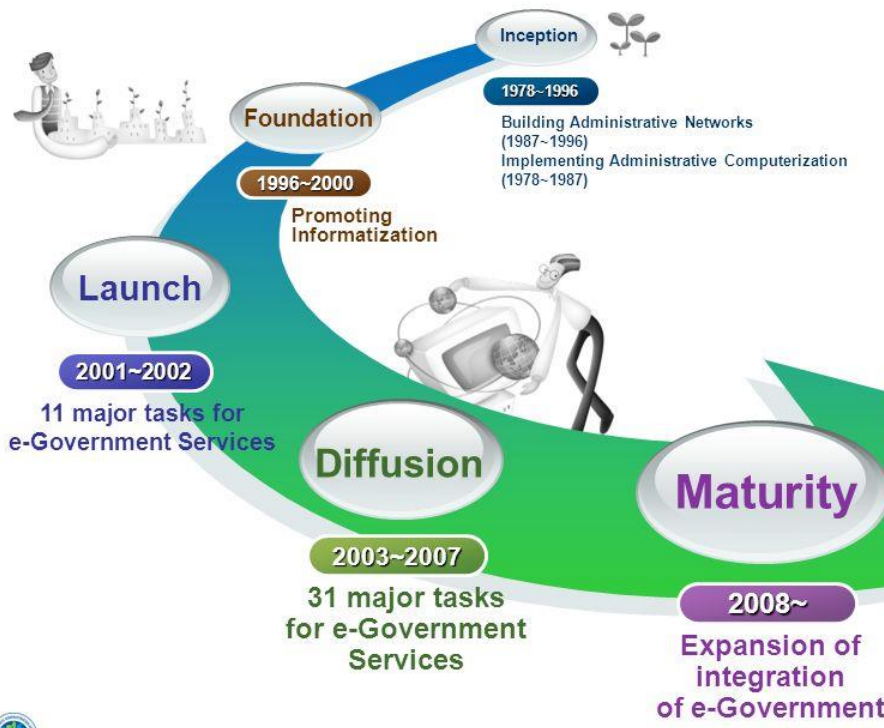 Inception
1978~1996
Building Administrative Networks
(1987~1996)
Implementing Administrative Computerization
(1978~1987)
Foundation
1996~2000
Promoting
Informatization
Launch
2001~2002
11 major tasks for
e-Government Services
Diffusion
2003~2007
31 major tasks
for e-Government
Services
Maturity
2008~
Expansion of
integration
of e-Government